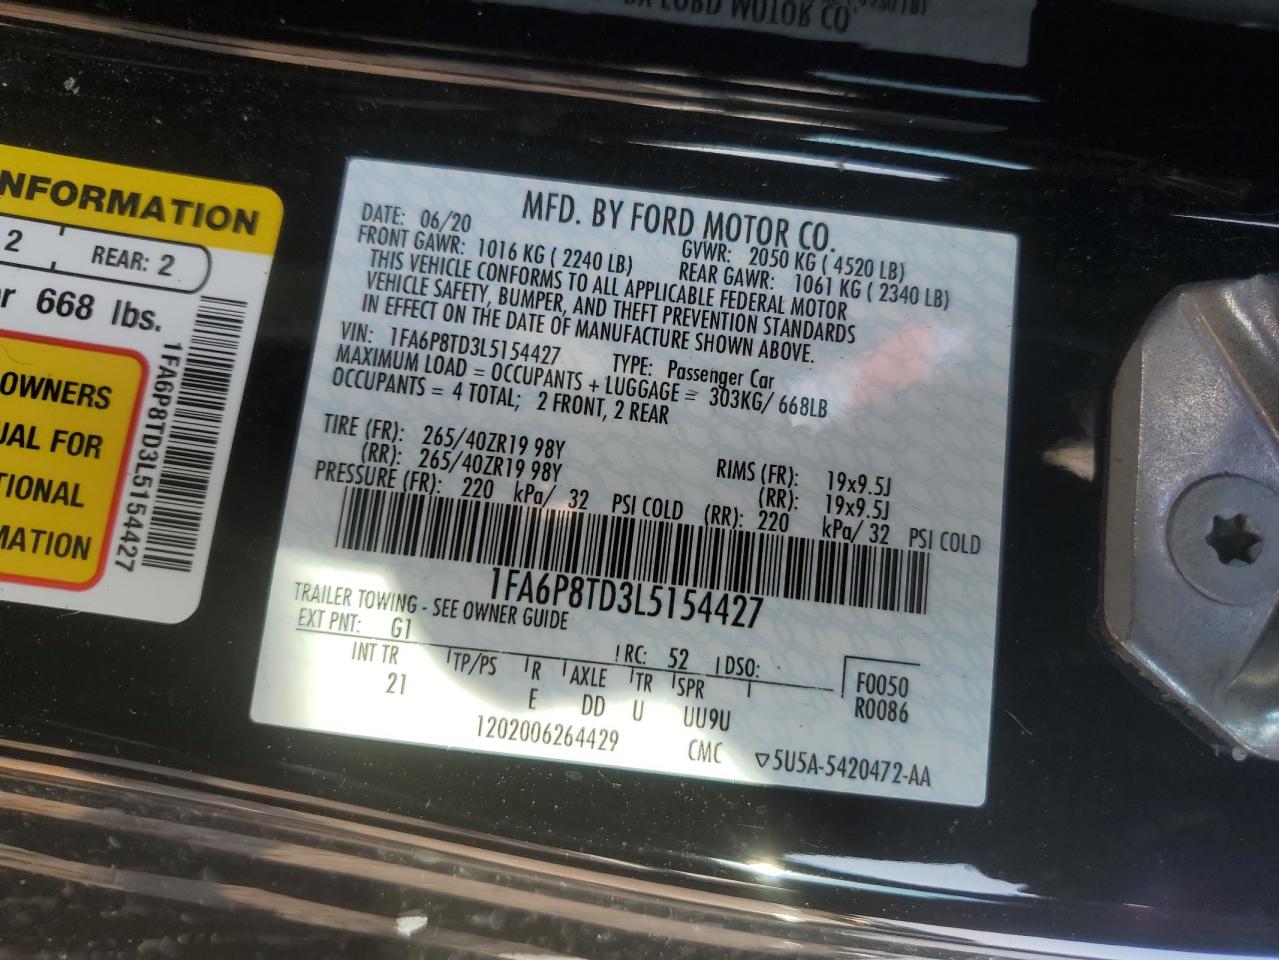 MOTOR CO.
NFORMATION
2 REAR: 2
668 lbs.
OWNERS
UAL FOR
TIONAL
MATION
1FA6P8TD3L5154427
MFD. BY FORD MOTOR CO.
DATE: 06/20
FRONT GAWR: 1016 KG ( 2240 LB)
GVWR: 2050 KG ( 4520 LB)
REAR GAWR: 1061 KG ( 2340 LB)
THIS VEHICLE CONFORMS TO ALL APPLICABLE FEDERAL MOTOR
VEHICLE SAFETY, BUMPER, AND THEFT PREVENTION STANDARDS
IN EFFECT ON THE DATE OF MANUFACTURE SHOWN ABOVE.
VIN: 1FA6P8TD3L5154427 TYPE: Passenger Car
MAXIMUM LOAD = OCCUPANTS + LUGGAGE = 303KG/ 668LB
OCCUPANTS = 4 TOTAL; 2 FRONT, 2 REAR
TIRE (FR): 265/40ZR19 98Y RIMS (FR): 19x9.5J
(RR): 265/40ZR19 98Y (RR): 19x9.5J
PRESSURE (FR): 220 kPa/ 32 PSI COLD (RR): 220 kPa/ 32 PSI COLD
1FA6P8TD3L5154427
TRAILER TOWING - SEE OWNER GUIDE
EXT PNT: G1 RC: 52 DSO:
INT TR TP/PS R AXLE TR SPR
21 E DD U UU9U
F0050
R0086
1202006264429 CMC ▽5U5A-5420472-AA